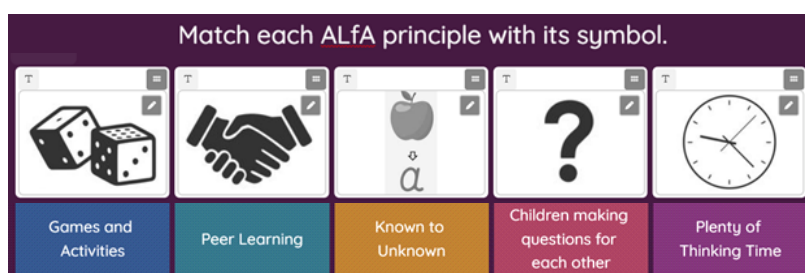 Match each ALfA principle with its symbol.
T
T
T
T
T
a
Games and
Activities
Peer Learning
Known to
Unknown
Children making
questions for
each other
Plenty of
Thinking Time